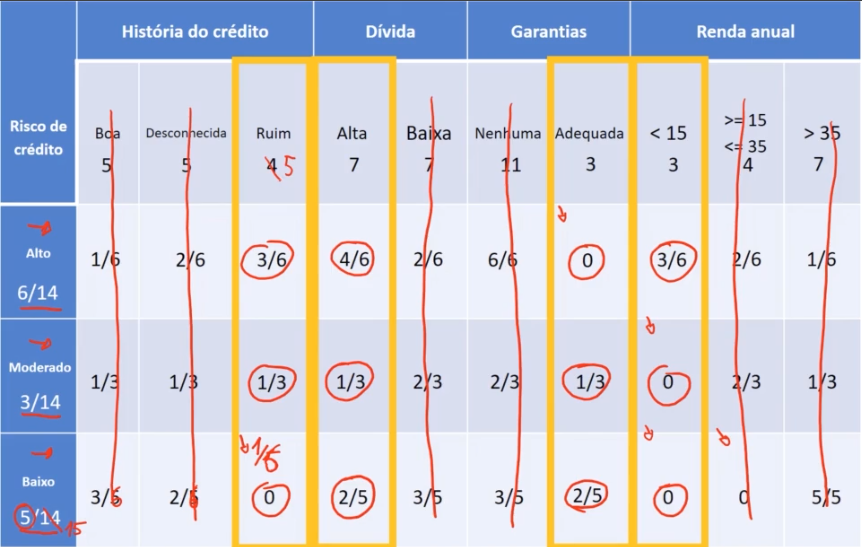 História do crédito Dívida Garantias Renda anual
Risco de crédito Boa Desconhecida Ruim Alta Baixa Nenhuma Adequada < 15 >= 15 <= 35 > 35
5 5 4 5 7 7 11 3 3 4 7
Alto
6/14 1/6 2/6 3/6 4/6 2/6 6/6 0 3/6 2/6 1/6
Moderado
3/14 1/3 1/3 1/3 1/3 2/3 2/3 1/3 0 2/3 1/3
1/6
Baixo
5/14 15 3/5 6 2/5 6 0 2/5 3/5 3/5 2/5 0 0 5/5